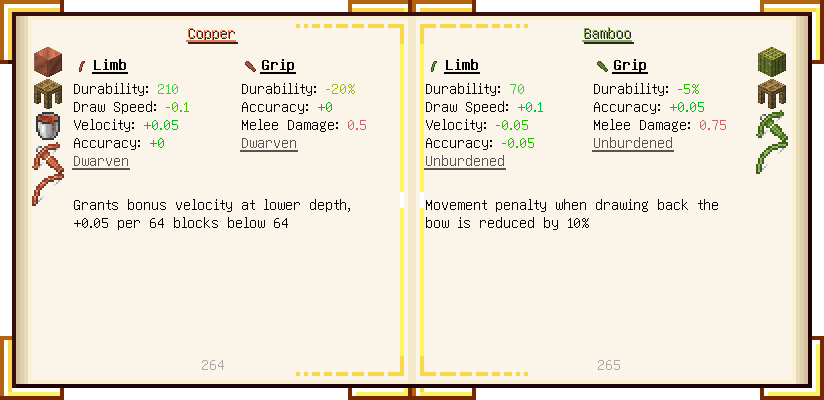 Copper
Limb
Durability: 210
Draw Speed: -0.1
Velocity: +0.05
Accuracy: +0
Dwarven
Grip
Durability: -20%
Accuracy: +0
Melee Damage: 0.5
Dwarven
Grants bonus velocity at lower depth,
+0.05 per 64 blocks below 64
264
Bamboo
Limb
Durability: 70
Draw Speed: +0.1
Velocity: -0.05
Accuracy: -0.05
Unburdened
Grip
Durability: -5%
Accuracy: +0.05
Melee Damage: 0.75
Unburdened
Movement penalty when drawing back the
bow is reduced by 10%
265